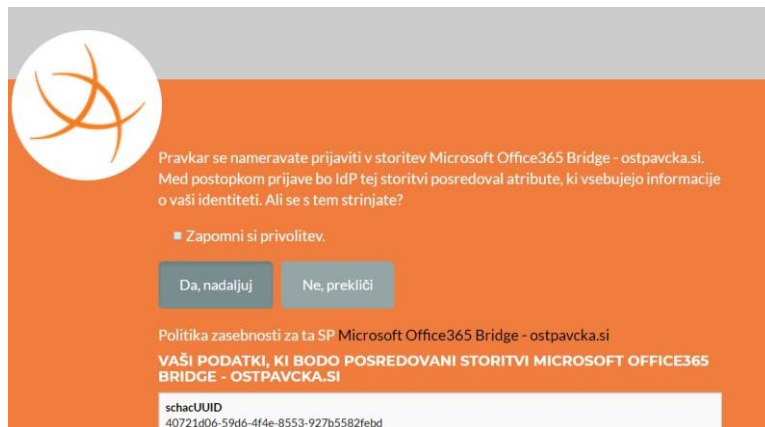 Pravkar se nameravate prijaviti v storitev Microsoft Office365 Bridge - ostpavcka.si.
Med postopkom prijave bo IdP tej storitvi posredoval atribute, ki vsebujejo informacije
o vaši identiteti. Ali se s tem strinjate?
Zapomni si privolitev.
Da, nadaljuj
Ne, prekliči
Politika zasebnosti za ta SP Microsoft Office365 Bridge - ostpavcka.si
VAŠI PODATKI, KI BODO POSREDOVANI STORITVI MICROSOFT OFFICE365
BRIDGE - OSTPAVCKA.SI
schacUUID
40721d06-59d6-4f4e-8553-927b5582febd